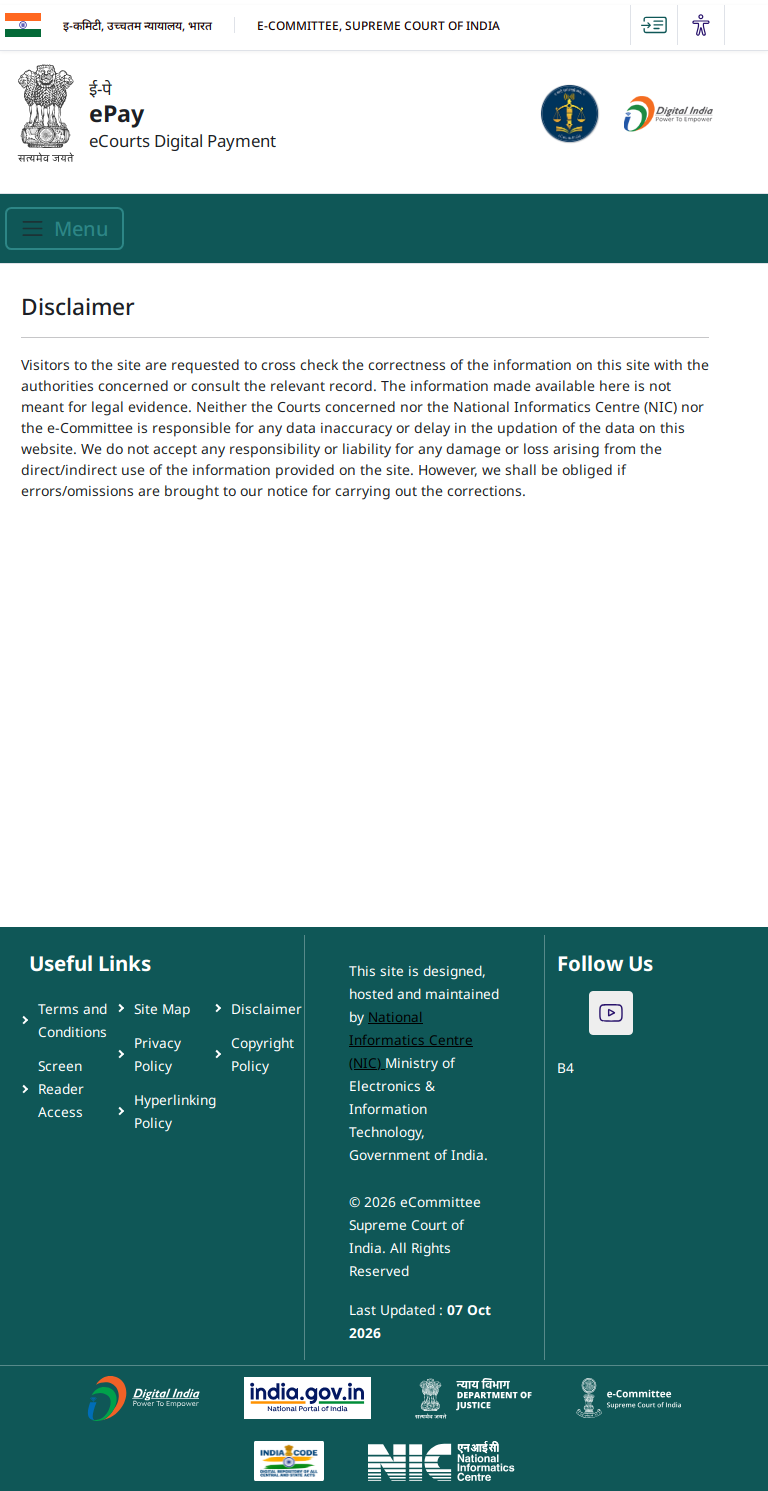 इ-कमिटी, उच्चतम न्यायालय, भारत
E-COMMITTEE, SUPREME COURT OF INDIA
ई-पे
ePay
eCourts Digital Payment
सत्यमेव जयते
Digital India
Power To Empower
Menu
Disclaimer
Visitors to the site are requested to cross check the correctness of the information on this site with the
authorities concerned or consult the relevant record. The information made available here is not
meant for legal evidence. Neither the Courts concerned nor the National Informatics Centre (NIC) nor
the e-Committee is responsible for any data inaccuracy or delay in the updation of the data on this
website. We do not accept any responsibility or liability for any damage or loss arising from the
direct/indirect use of the information provided on the site. However, we shall be obliged if
errors/omissions are brought to our notice for carrying out the corrections.
Useful Links
Terms and
Conditions
Screen
Reader
Access
Site Map
Privacy
Policy
Hyperlinking
Policy
Disclaimer
Copyright
Policy
This site is designed,
hosted and maintained
by National
Informatics Centre
(NIC) Ministry of
Electronics &
Information
Technology,
Government of India.
© 2026 eCommittee
Supreme Court of
India. All Rights
Reserved
Last Updated : 07 Oct
2026
Follow Us
B4
Digital India
Power To Empower
india.gov.in
National Portal of India
सत्यमेव जयते
न्याय विभाग
DEPARTMENT OF
JUSTICE
e-Committee
Supreme Court of India
INDIA CODE
DIGITAL REPOSITORY OF ALL
CENTRAL AND STATE ACTS
NIC
एनआईसी
National
Informatics
Centre